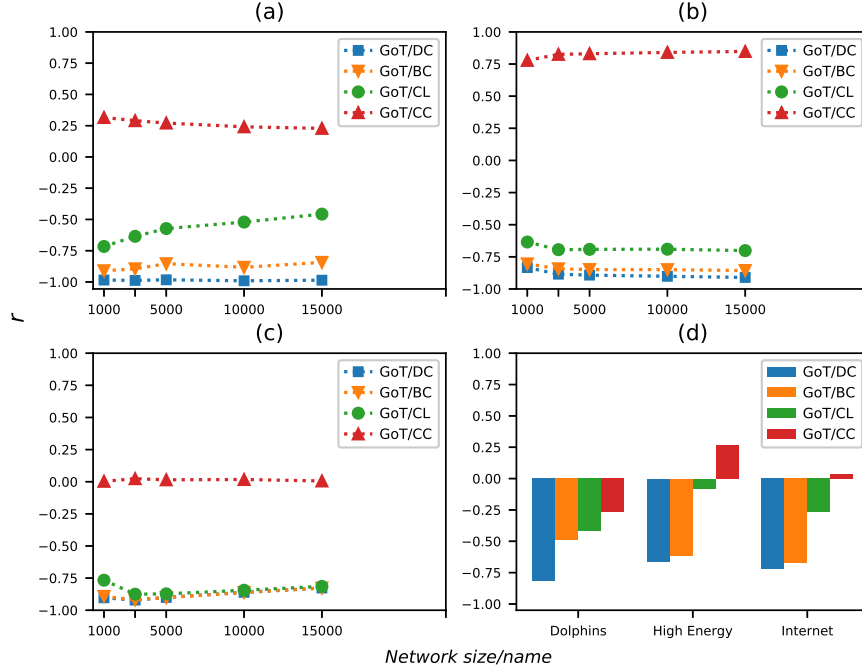 (a)
1.00
0.75
0.50
0.25
0.00
−0.25
−0.50
−0.75
−1.00
1000
5000
10000
15000
GoT/DC
GoT/BC
GoT/CL
GoT/CC
(b)
1.00
0.75
0.50
0.25
0.00
−0.25
−0.50
−0.75
−1.00
1000
5000
10000
15000
GoT/DC
GoT/BC
GoT/CL
GoT/CC
r
(c)
1.00
0.75
0.50
0.25
0.00
−0.25
−0.50
−0.75
−1.00
1000
5000
10000
15000
GoT/DC
GoT/BC
GoT/CL
GoT/CC
(d)
1.00
0.75
0.50
0.25
0.00
−0.25
−0.50
−0.75
−1.00
Dolphins
High Energy
Internet
GoT/DC
GoT/BC
GoT/CL
GoT/CC
Network size/name